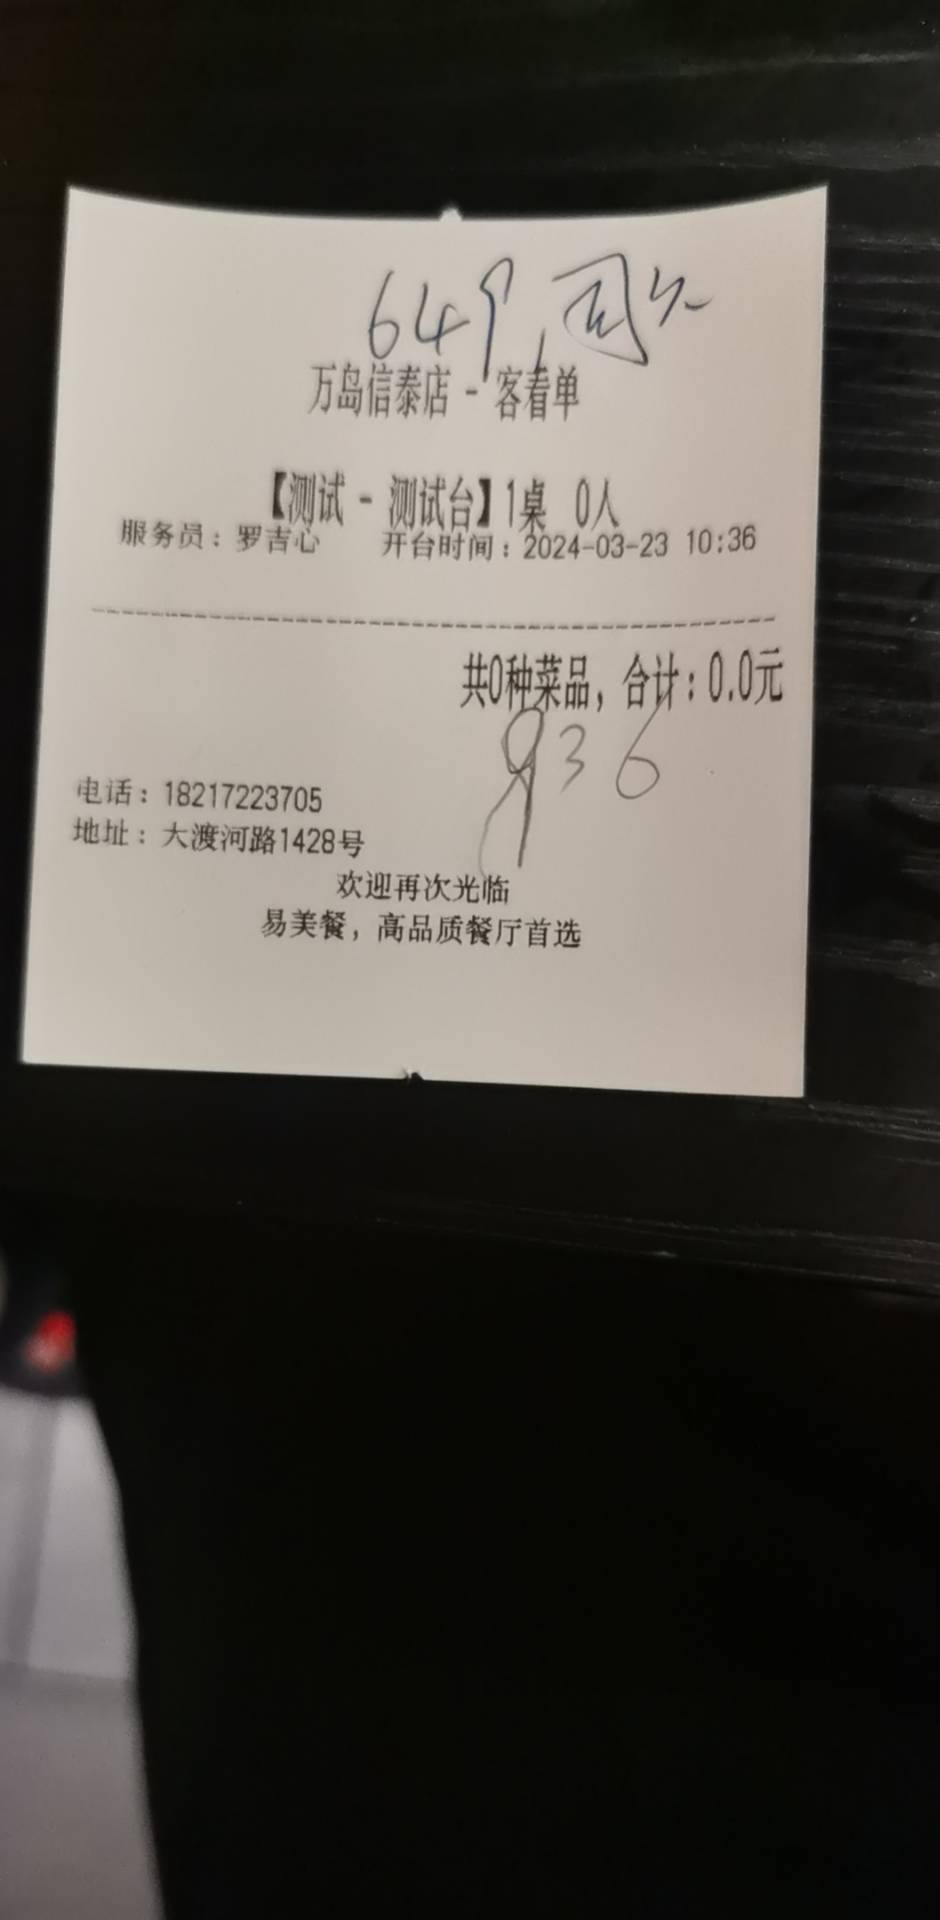 649
万岛信泰店 - 客看单
【测试 - 测试台】1桌 0人
服务员：罗吉心 开台时间：2024-03-23 10:36
共0种菜品，合计：0.0元
936
电话：18217223705
地址：大渡河路1428号
欢迎再次光临
易美餐，高品质餐厅首选